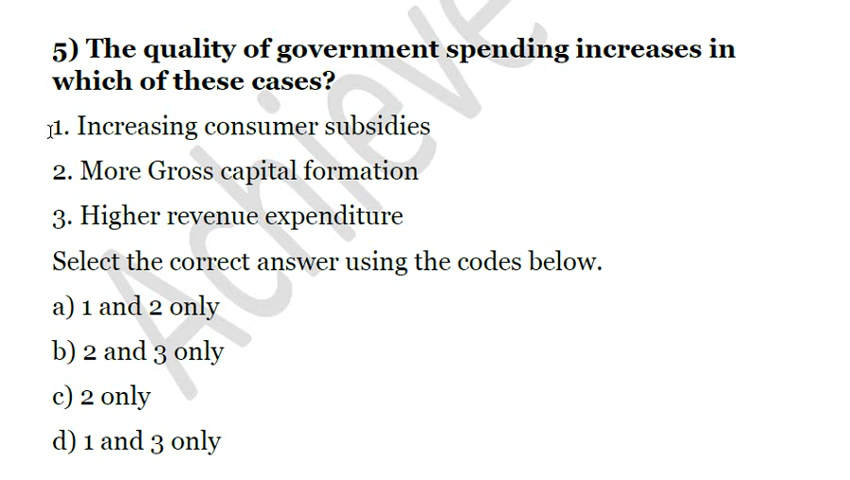 5) The quality of government spending increases in
which of these cases?
1. Increasing consumer subsidies
2. More Gross capital formation
3. Higher revenue expenditure
Select the correct answer using the codes below.
a) 1 and 2 only
b) 2 and 3 only
c) 2 only
d) 1 and 3 only
Achieve